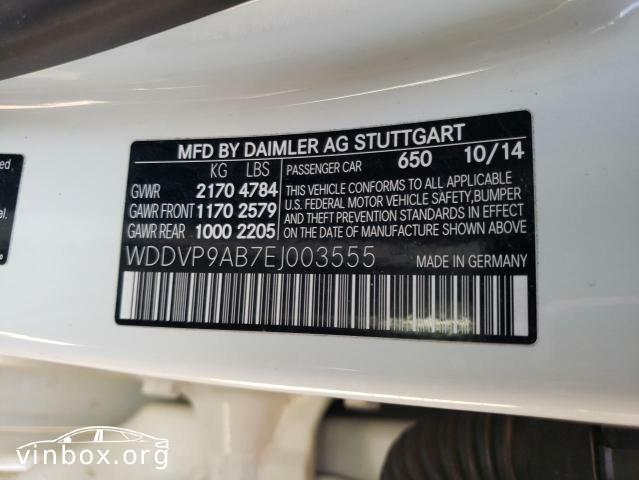 MFD BY DAIMLER AG STUTTGART
KG LBS PASSENGER CAR 650 10/14
GVWR 2170 4784
GAWR FRONT 1170 2579
GAWR REAR 1000 2205
THIS VEHICLE CONFORMS TO ALL APPLICABLE
U.S. FEDERAL MOTOR VEHICLE SAFETY,BUMPER
AND THEFT PREVENTION STANDARDS IN EFFECT
ON THE DATE OF MANUFACTURE SHOWN ABOVE
WDDVP9AB7EJ003555 MADE IN GERMANY
vinbox.org